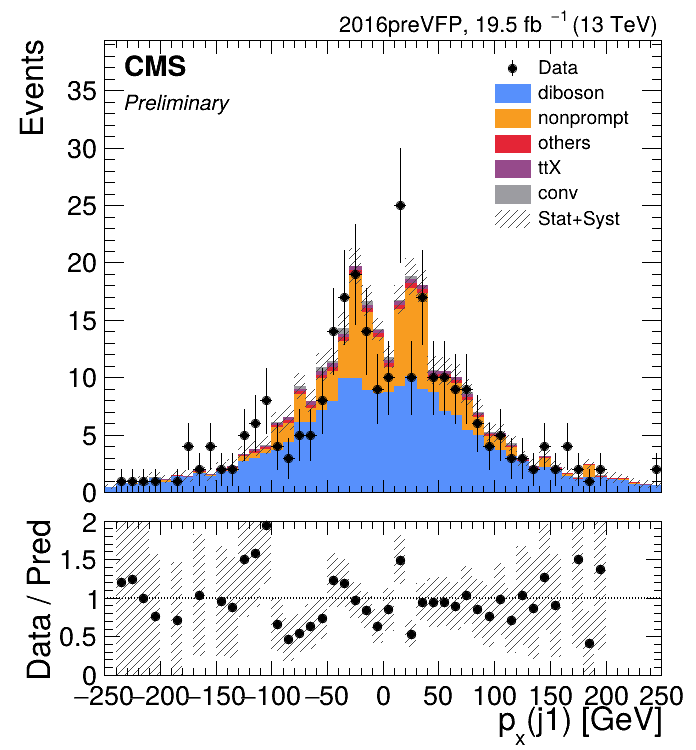 2016preVFP, 19.5 fb⁻¹ (13 TeV)
CMS
Preliminary
Events
Data
diboson
nonprompt
others
ttX
conv
Stat+Syst
35
30
25
20
15
10
5
0
Data / Pred
2
1.5
1
0.5
0
−250 −200 −150 −100 −50 0 50 100 150 200 250
pₓ(j1) [GeV]